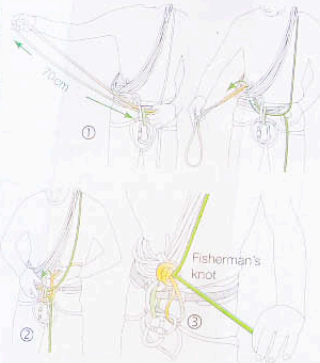 70cm
①
②
Fisherman's
knot
③